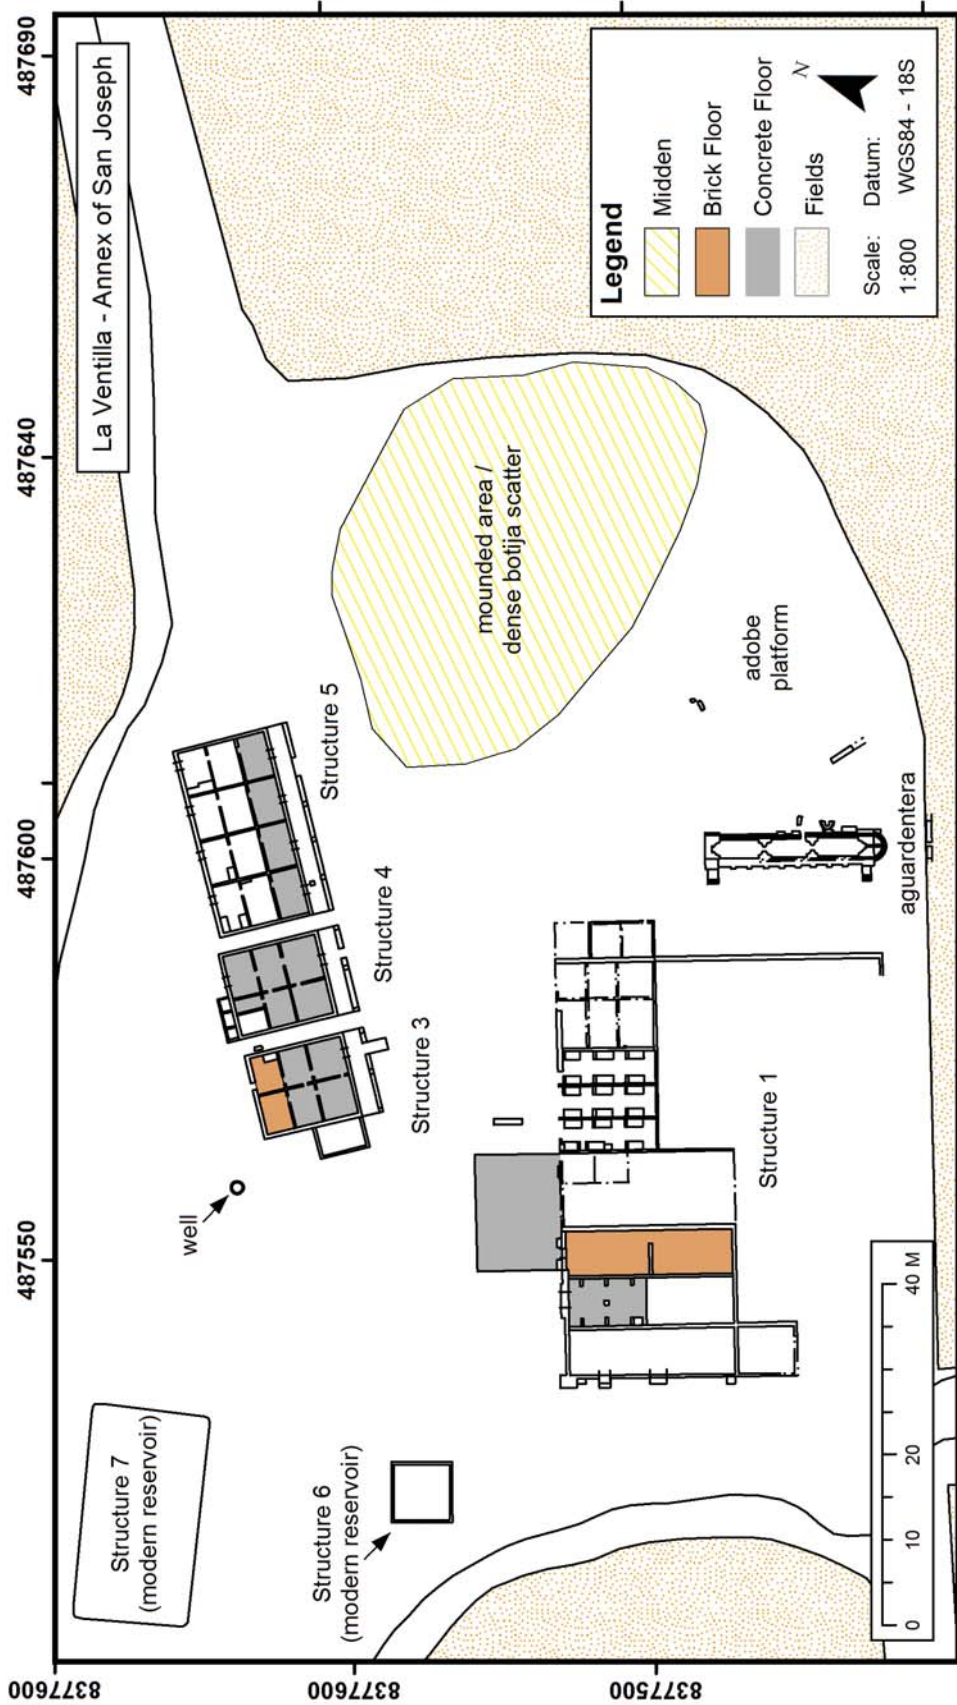 487550
487600
487640
487690
8377600
8377600
8377500
La Ventilla - Annex of San Joseph
Structure 7
(modern reservoir)
Structure 6
(modern reservoir)
well
Structure 3
Structure 4
Structure 5
mounded area /
dense botija scatter
adobe
platform
Structure 1
aguardentera
0 10 20 40 M
Legend
Midden
Brick Floor
Concrete Floor
Fields
N
Scale: Datum:
1:800 WGS84 - 18S